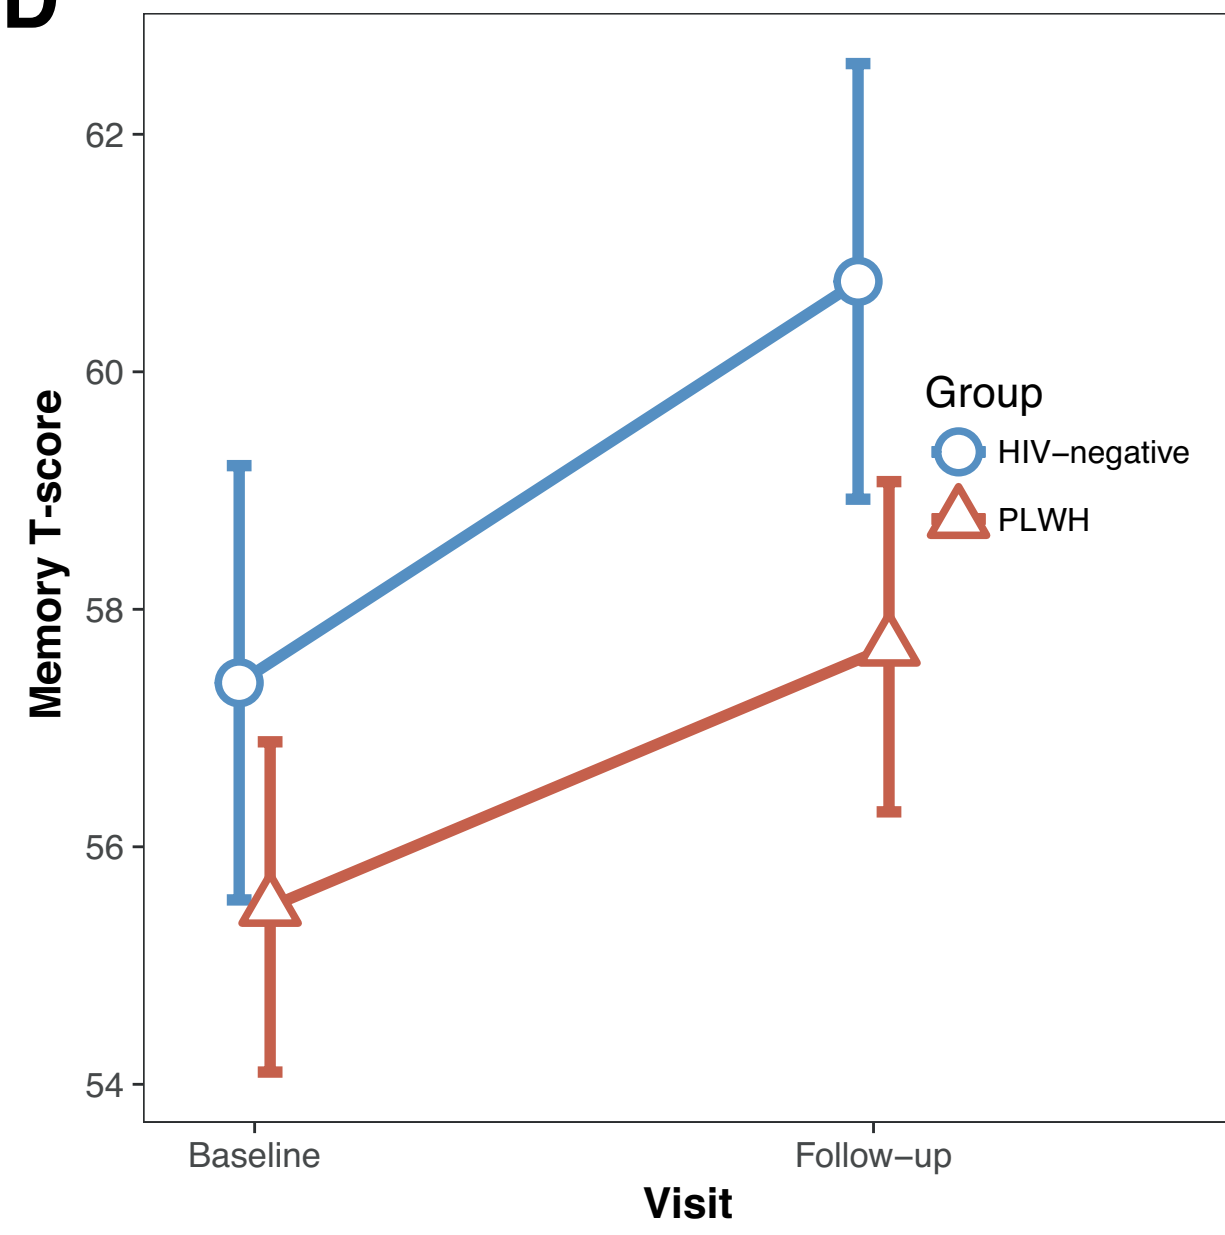 D
62
60
58
56
54
Memory T-score
Group
HIV−negative
PLWH
Baseline
Follow−up
Visit